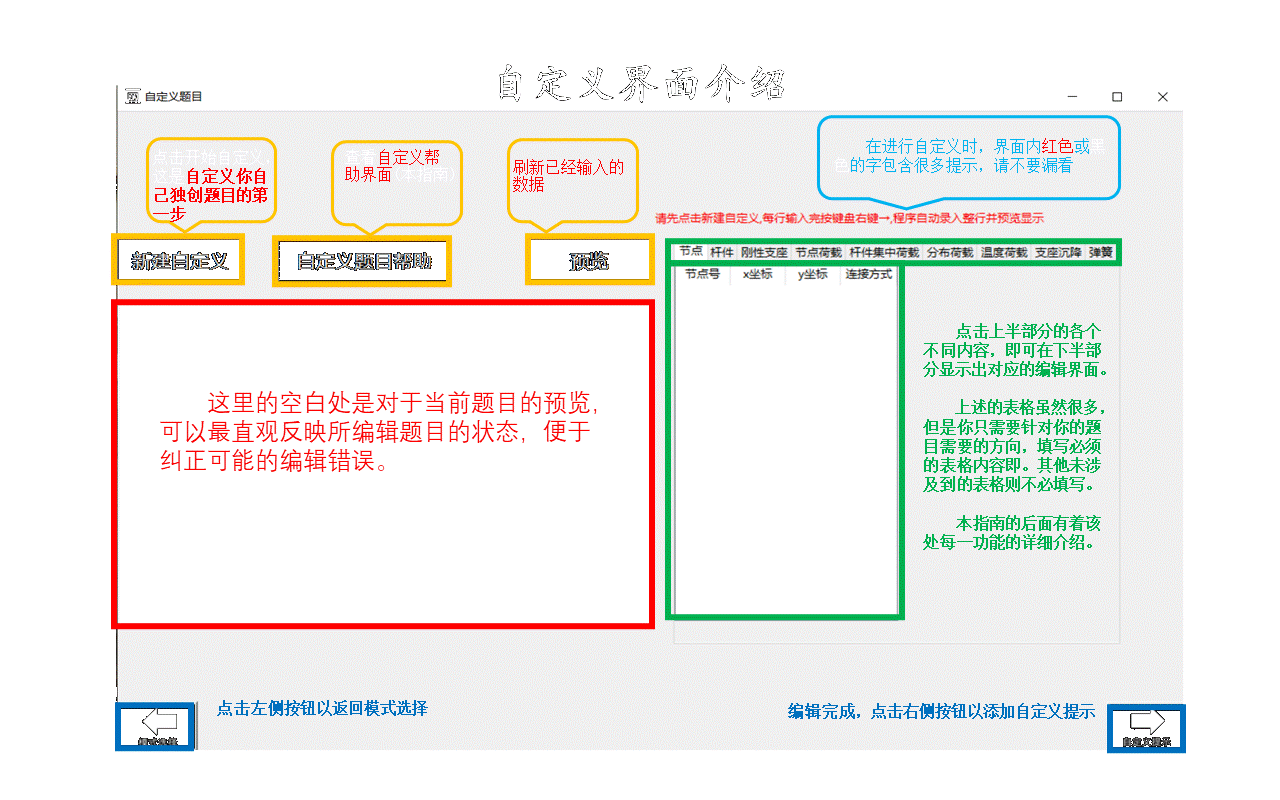 自定义界面介绍
自定义题目
点击开始自定义,
这是自定义你自
己独创题目的第
一步
自定义帮
助界面(本指南)
刷新已经输入的
数据
在进行自定义时，界面内红色或黑
色的字包含很多提示，请不要漏看
请先点击新建自定义,每行输入完按键盘右键→,程序自动录入整行并预览显示
新建自定义
自定义题目帮助
预览
节点 杆件 刚性支座 节点荷载 杆件集中荷载 分布荷载 温度荷载 支座沉降 弹簧
节点号 x坐标 y坐标 连接方式
这里的空白处是对于当前题目的预览,
可以最直观反映所编辑题目的状态，便于
纠正可能的编辑错误。
点击上半部分的各个
不同内容，即可在下半部
分显示出对应的编辑界面。
上述的表格虽然很多，
但是你只需要针对你的题
目需要的方向，填写必须
的表格内容即。其他未涉
及到的表格则不必填写。
本指南的后面有着该
处每一功能的详细介绍。
点击左侧按钮以返回模式选择
编辑完成，点击右侧按钮以添加自定义提示
模式选择
自定义提示